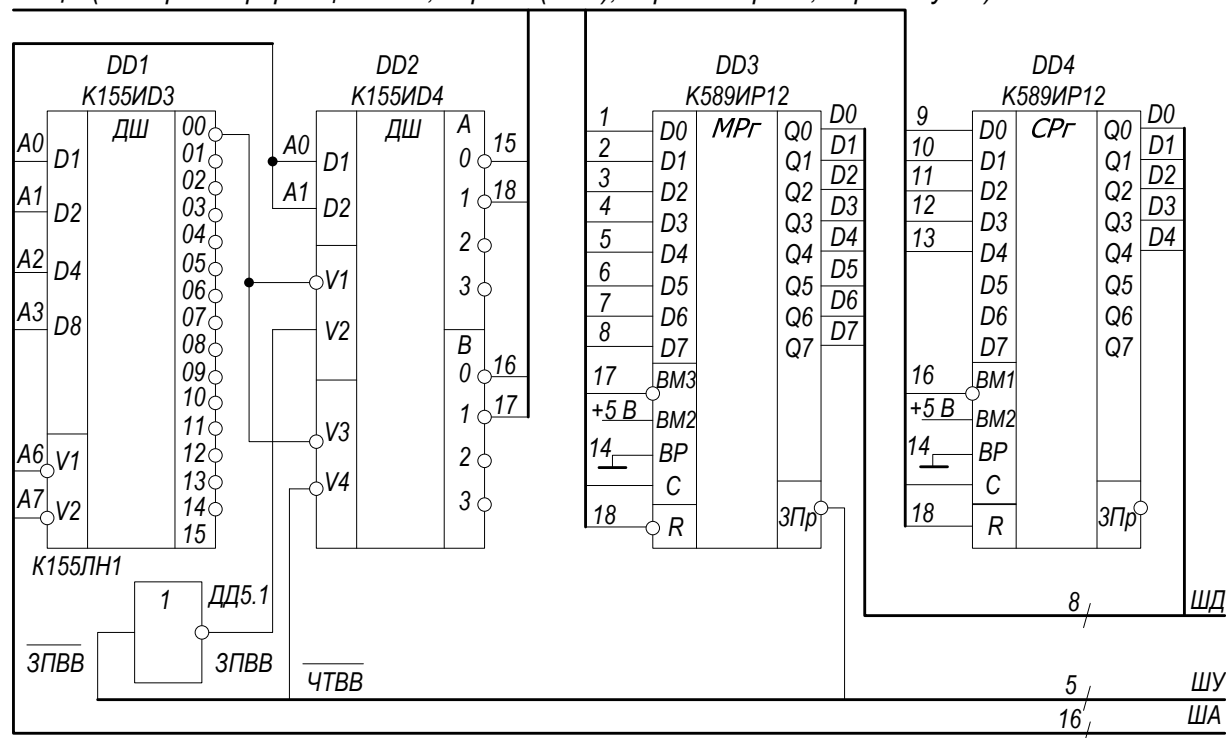 DD1
К155ИD3
ДШ
A0
A1
A2
A3
A6
A7
D1
D2
D4
D8
V1
V2
00
01
02
03
04
05
06
07
08
09
10
11
12
13
14
15
DD2
К155ИD4
ДШ
A0
A1
D1
D2
V1
V2
V3
V4
A
0
1
2
3
B
0
1
2
3
15
18
16
17
DD3
К589ИР12
МРг
1
2
3
4
5
6
7
8
17
+5 В
14
18
D0
D1
D2
D3
D4
D5
D6
D7
ВМ3
ВМ2
ВР
C
R
Q0
Q1
Q2
Q3
Q4
Q5
Q6
Q7
ЗПр
D0
D1
D2
D3
D4
D5
D6
D7
DD4
К589ИР12
СРг
9
10
11
12
13
16
+5 В
14
18
D0
D1
D2
D3
D4
D5
D6
D7
ВМ1
ВМ2
ВР
C
R
Q0
Q1
Q2
Q3
Q4
Q5
Q6
Q7
ЗПр
D0
D1
D2
D3
D4
К155ЛН1
1
ДД5.1
ЗПВВ
ЗПВВ
ЧТВВ
8
ШД
5
ШУ
16
ША